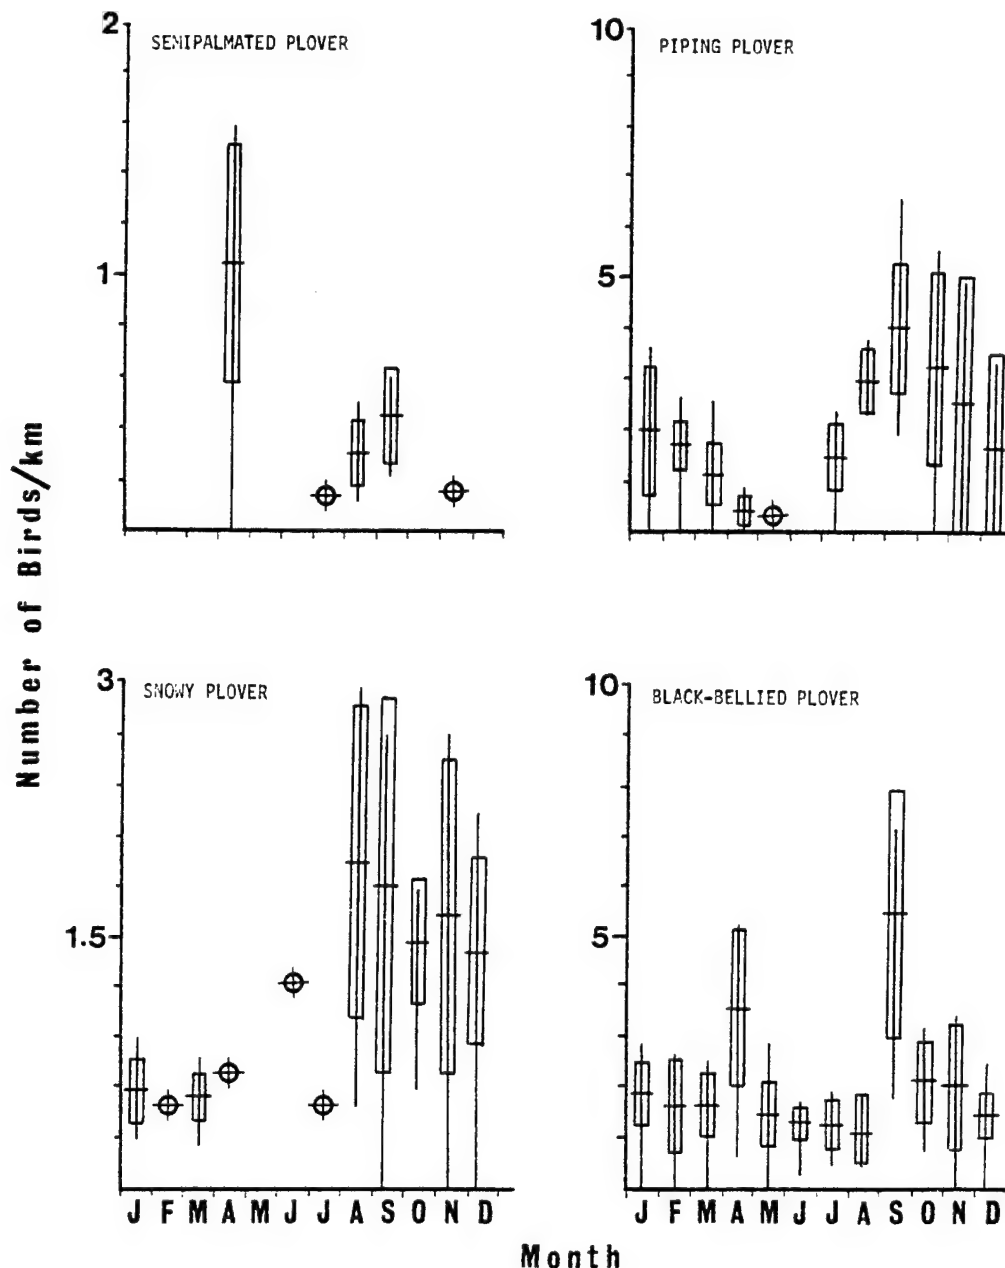 2
SEMIPALMATED PLOVER
1
10
PIPING PLOVER
5
Number of Birds/km
3
SNOWY PLOVER
1.5
J F M A M J J A S O N D
10
BLACK-BELLIED PLOVER
5
J F M A M J J A S O N D
Month